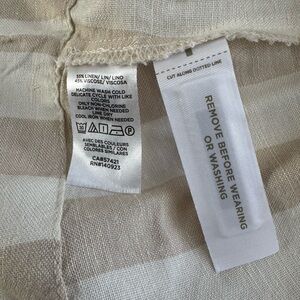 55% LINEN/ LIN/ LINO
45% VISCOSE/ VISCOSA
MACHINE WASH COLD
DELICATE CYCLE WITH LIKE
COLORS
ONLY NON-CHLORINE
BLEACH WHEN NEEDED
LINE DRY
COOL IRON WHEN NEEDED
AVEC DES COULEURS
SEMBLABLES / CON
COLORES SIMILARES
CA#57421
RN#140923
CUT ALONG DOTTED LINE
REMOVE BEFORE WEARING
OR WASHING